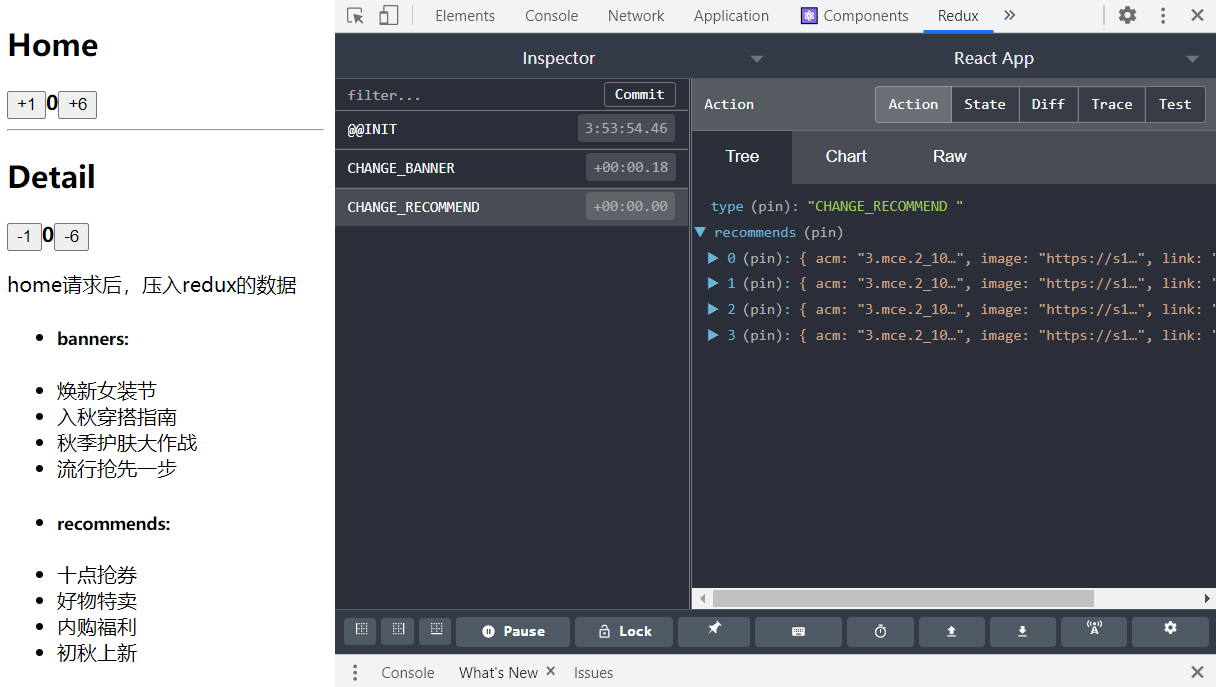 Home
+1 0 +6
Detail
-1 0 -6
home请求后，压入redux的数据
banners:
焕新女装节
入秋穿搭指南
秋季护肤大作战
流行抢先一步
recommends:
十点抢券
好物特卖
内购福利
初秋上新
Elements Console Network Application Components Redux »
Inspector React App
filter... Commit
@@INIT 3:53:54.46
CHANGE_BANNER +00:00.18
CHANGE_RECOMMEND +00:00.00
Action Action State Diff Trace Test
Tree Chart Raw
type (pin): "CHANGE_RECOMMEND "
recommends (pin)
0 (pin): { acm: "3.mce.2_10…", image: "https://s1…", link: "
1 (pin): { acm: "3.mce.2_10…", image: "https://s1…", link: "
2 (pin): { acm: "3.mce.2_10…", image: "https://s1…", link: "
3 (pin): { acm: "3.mce.2_10…", image: "https://s1…", link: "
Pause Lock
Console What's New × Issues